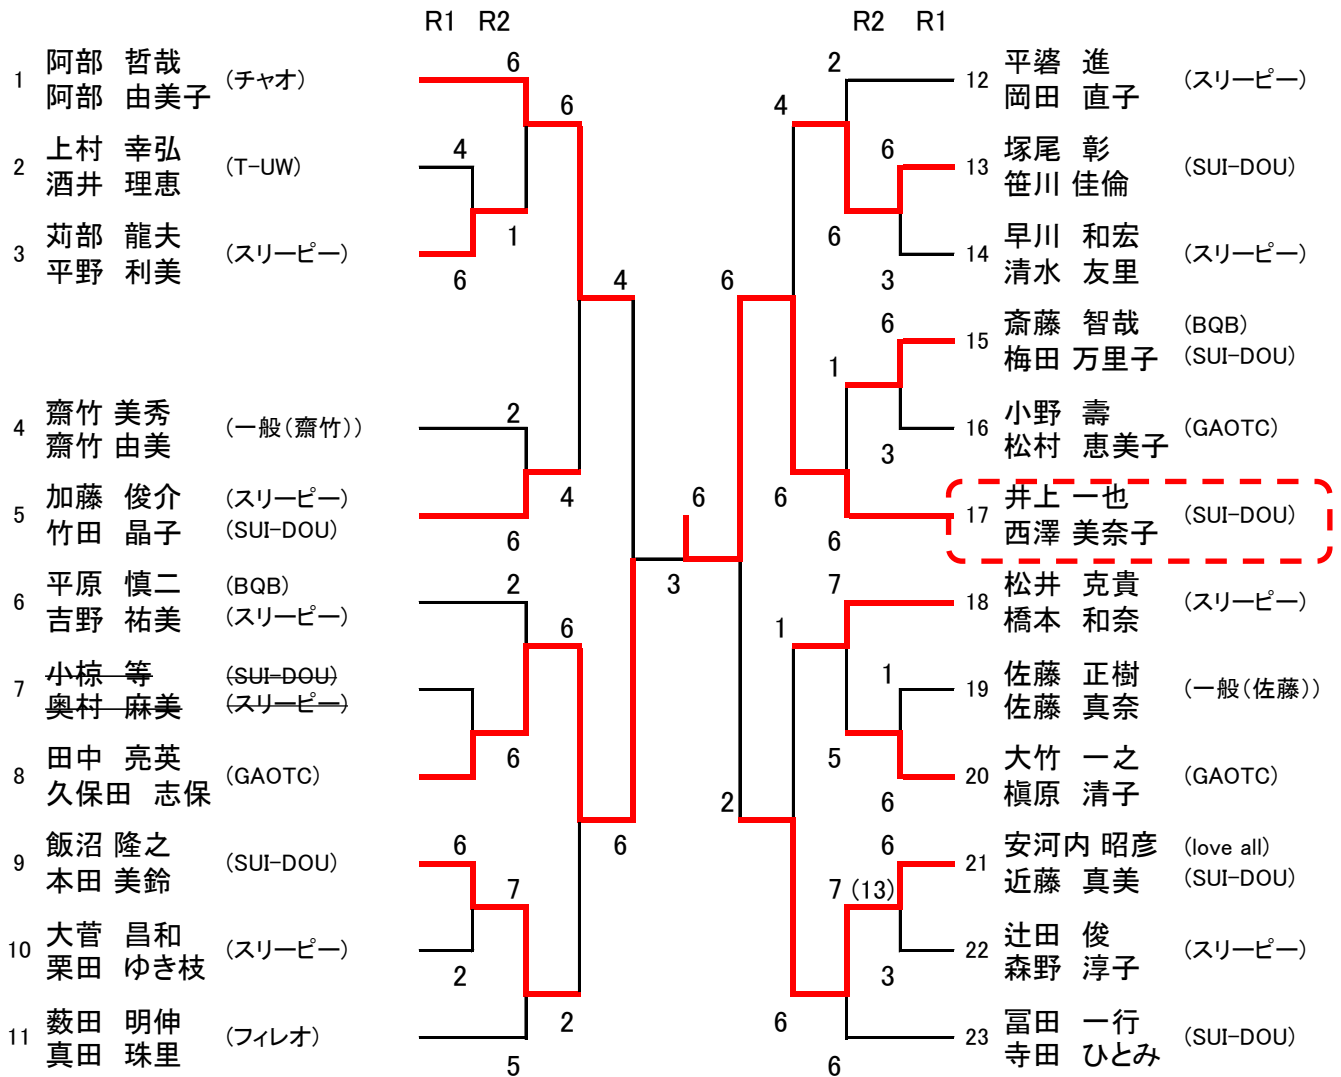 R1 R2
R2 R1
1 阿部 哲哉 (チャオ)
阿部 由美子
6
6
2 上村 幸弘 (T-UW)
酒井 理恵
4
3 苅部 龍夫 (スリーピー)
平野 利美
6
1
4
4 齋竹 美秀 (一般(齋竹))
齋竹 由美
2
5 加藤 俊介 (スリーピー)
竹田 晶子 (SUI-DOU)
6
4
6 平原 慎二 (BQB)
吉野 祐美 (スリーピー)
2
6
7 小椋 等 (SUI-DOU)
奥村 麻美 (スリーピー)
8 田中 亮英 (GAOTC)
久保田 志保
6
6
9 飯沼 隆之 (SUI-DOU)
本田 美鈴
6
7
10 大菅 昌和 (スリーピー)
栗田 ゆき枝
2
2
11 薮田 明伸 (フィレオ)
真田 珠里
5
6
3
12 平碆 進 (スリーピー)
岡田 直子
2
4
13 塚尾 彰 (SUI-DOU)
笹川 佳倫
6
14 早川 和宏 (スリーピー)
清水 友里
6
3
6
15 斎藤 智哉 (BQB)
梅田 万里子 (SUI-DOU)
6
1
16 小野 壽 (GAOTC)
松村 恵美子
3
17 井上 一也 (SUI-DOU)
西澤 美奈子
6
6
18 松井 克貴 (スリーピー)
橋本 和奈
7
1
19 佐藤 正樹 (一般(佐藤))
佐藤 真奈
1
20 大竹 一之 (GAOTC)
槇原 清子
5
6
2
21 安河内 昭彦 (love all)
近藤 真美 (SUI-DOU)
6
7 (13)
22 辻田 俊 (スリーピー)
森野 淳子
3
6
23 冨田 一行 (SUI-DOU)
寺田 ひとみ
6